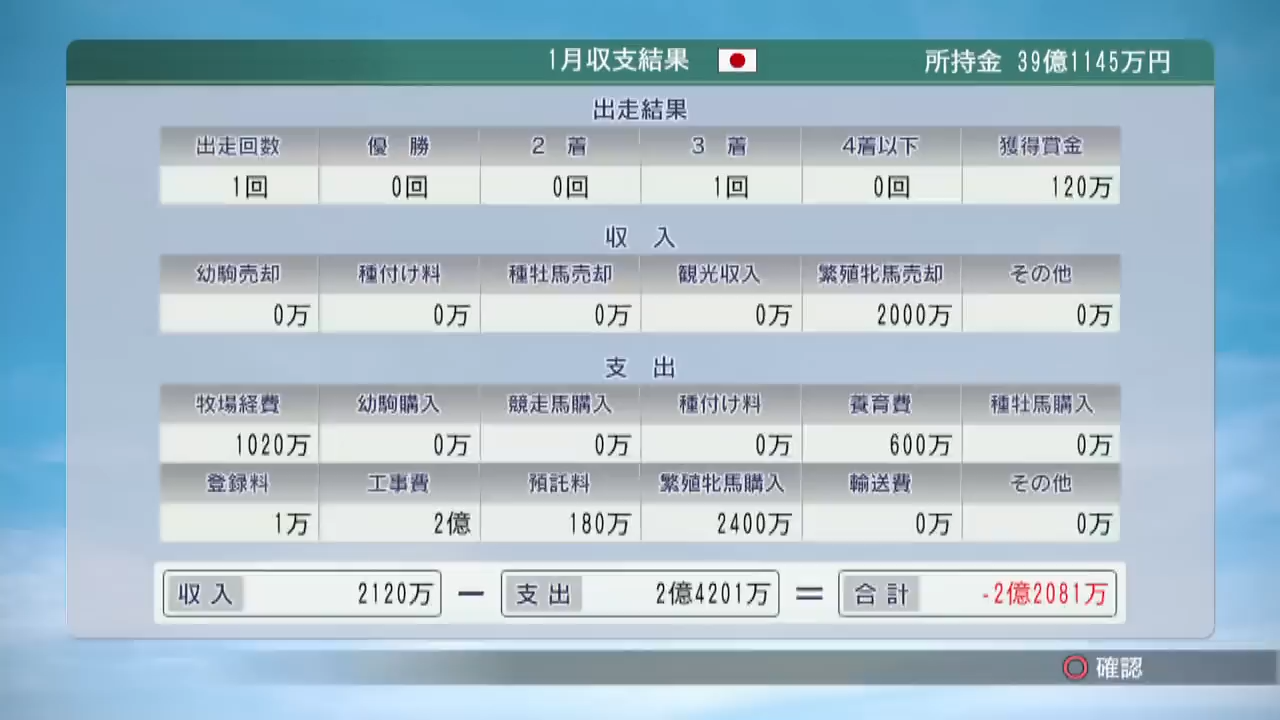 1月収支結果 所持金 39億1145万円
出走結果
出走回数 優 勝 2 着 3 着 4着以下 獲得賞金
1回 0回 0回 1回 0回 120万
収 入
幼駒売却 種付け料 種牡馬売却 観光収入 繁殖牝馬売却 その他
0万 0万 0万 0万 2000万 0万
支 出
牧場経費 幼駒購入 競走馬購入 種付け料 養育費 種牡馬購入
1020万 0万 0万 0万 600万 0万
登録料 工事費 預託料 繁殖牝馬購入 輸送費 その他
1万 2億 180万 2400万 0万 0万
収 入 2120万 ー 支 出 2億4201万 = 合 計 -2億2081万
確認